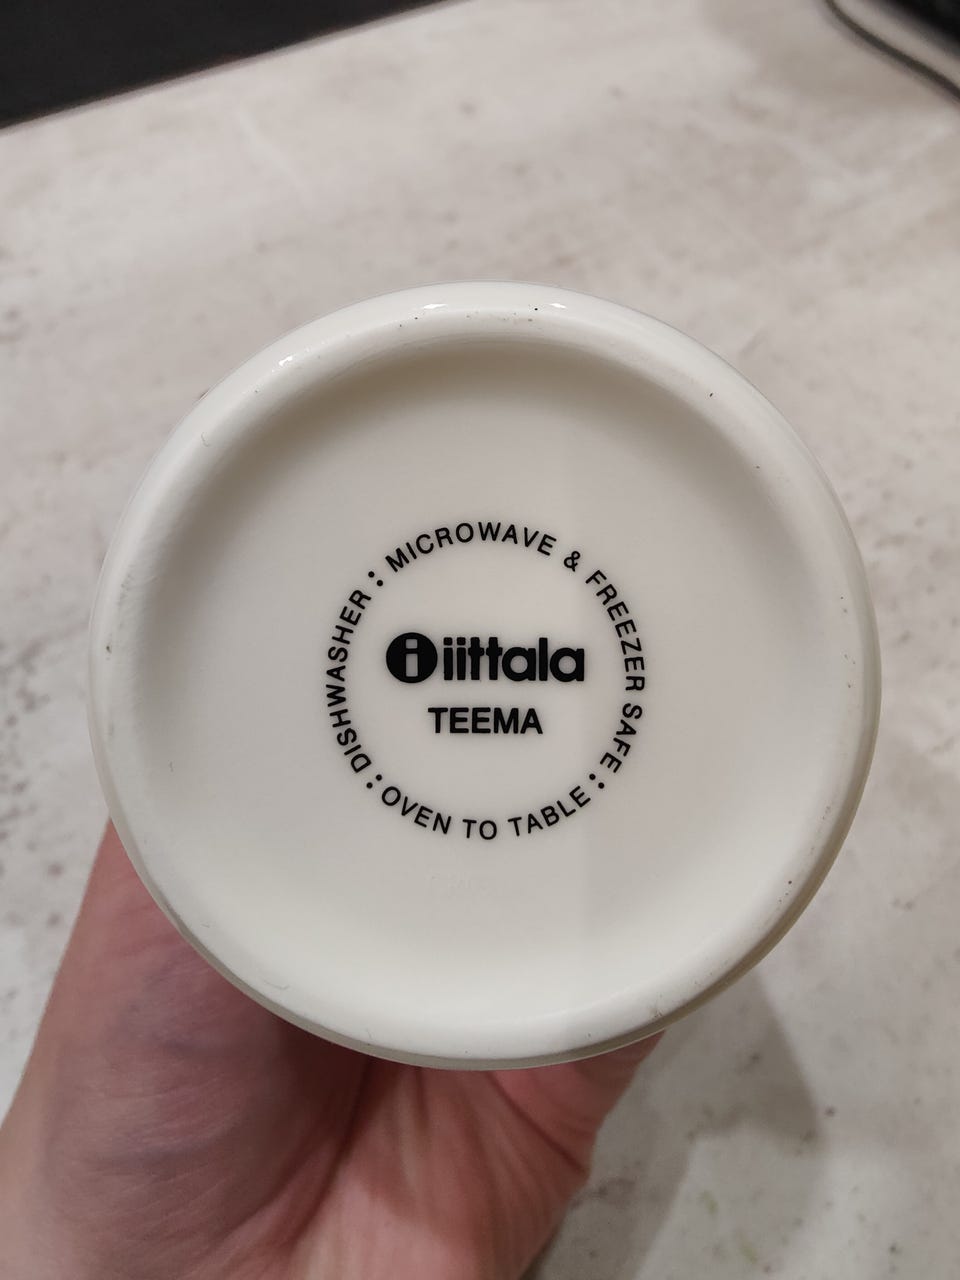 MICROWAVE & FREEZER SAFE : OVEN TO TABLE : DISHWASHER :
i iittala
TEEMA